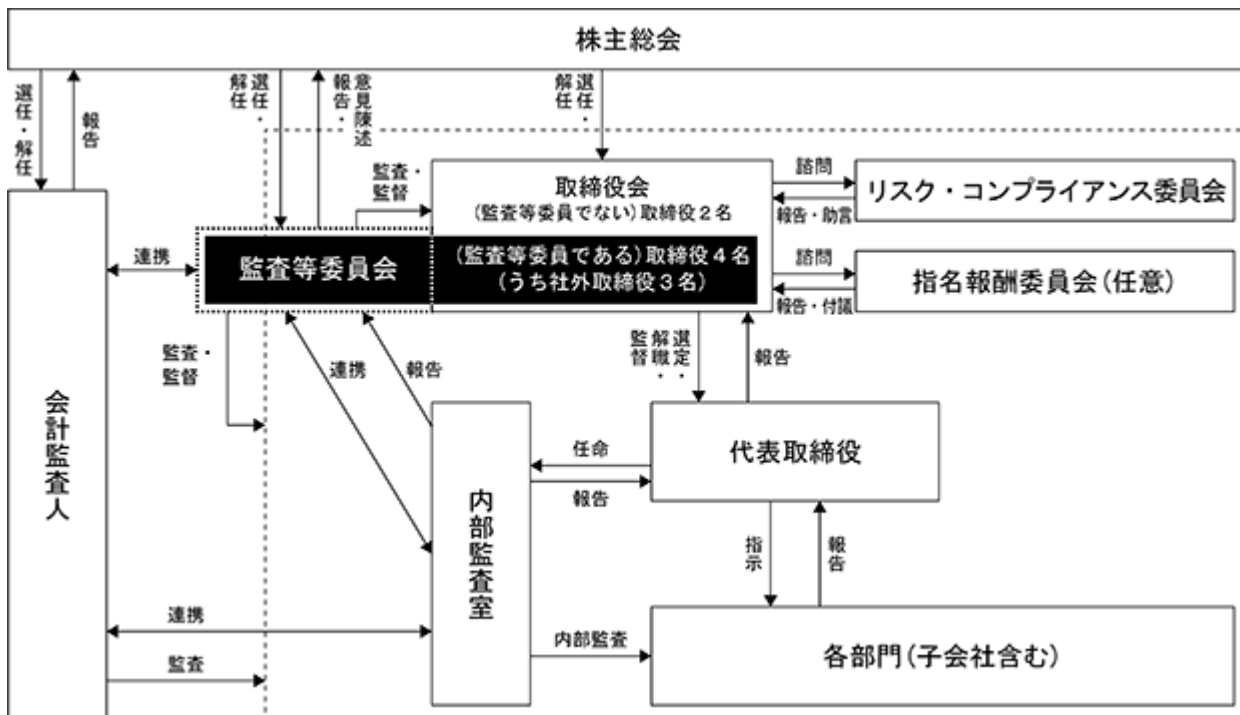 株主総会
選任・解任
報告
選任・
解任
意見陳述
報告・
選任・
解任
監査・
監督
取締役会
(監査等委員でない)取締役2名
諮問
報告・助言
リスク・コンプライアンス委員会
連携
監査等委員会
(監査等委員である)取締役4名
(うち社外取締役3名)
諮問
報告・付議
指名報酬委員会(任意)
監査・
監督
連携
報告
選定・
解職・
監督
報告
会計監査人
内部監査室
任命
報告
代表取締役
指示
報告
連携
監査
内部監査
各部門(子会社含む)